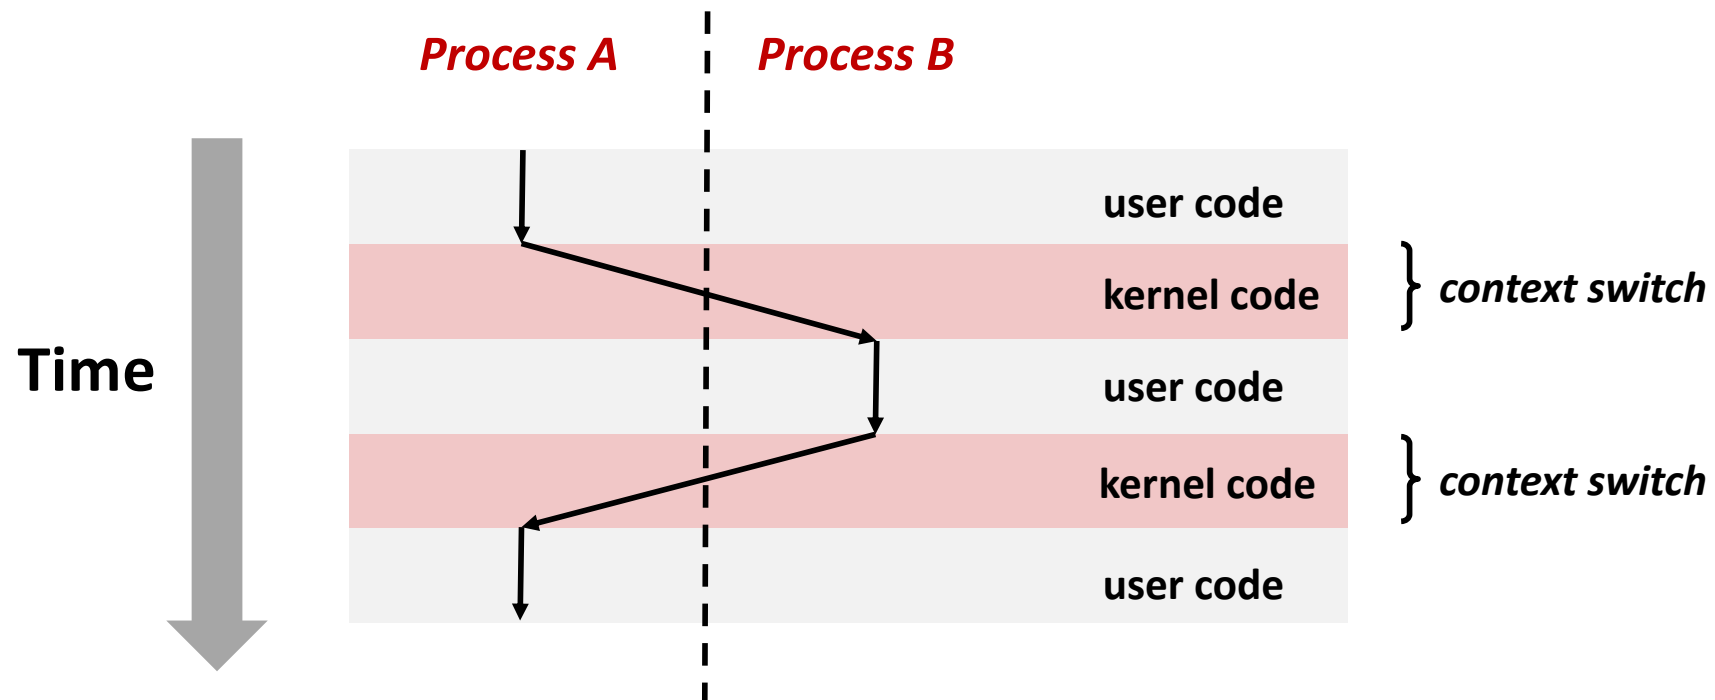 Process A
Process B
user code
kernel code
context switch
Time
user code
kernel code
context switch
user code